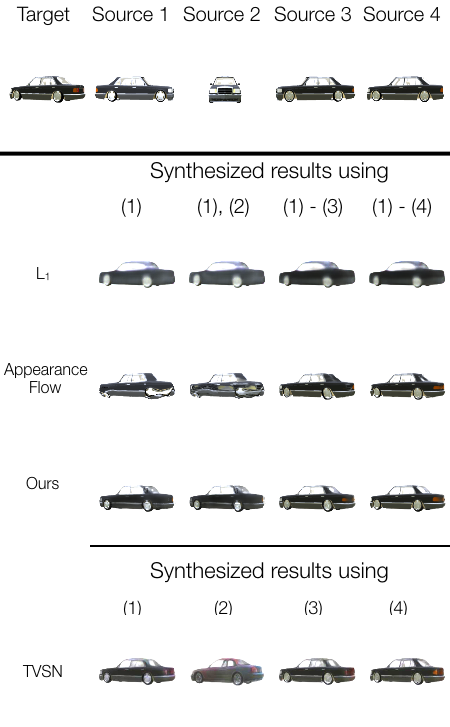 Target Source 1 Source 2 Source 3 Source 4
Synthesized results using
(1) (1), (2) (1) - (3) (1) - (4)
L₁
Appearance
Flow
Ours
Synthesized results using
(1) (2) (3) (4)
TVSN